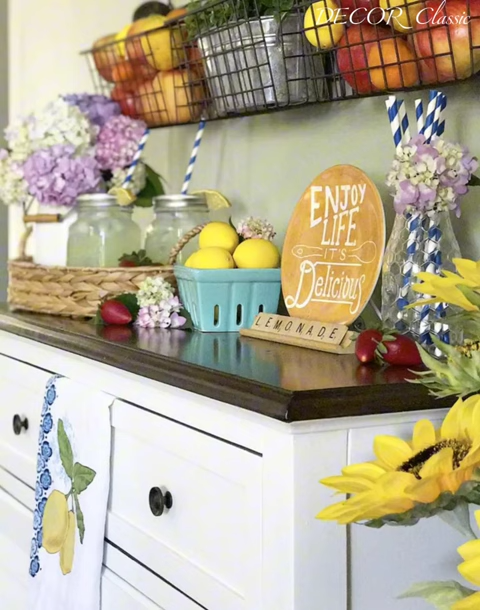 DECOR Classic
ENJOY
LIFE
IT'S
Delicious
LEMONADE